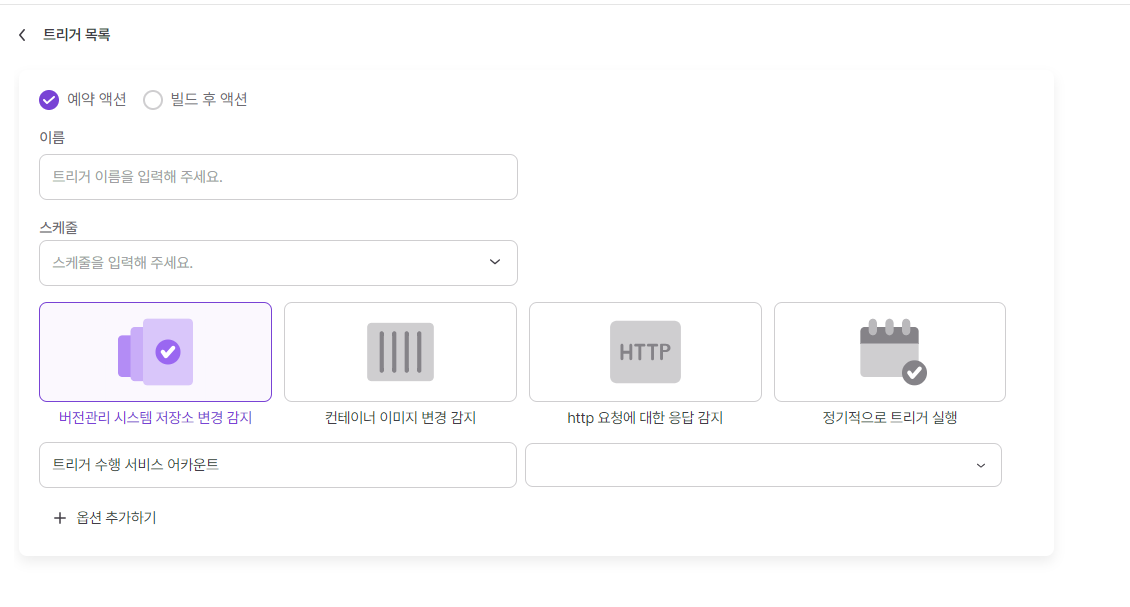 트리거 목록
예약 액션 빌드 후 액션
이름
트리거 이름을 입력해 주세요.
스케줄
스케줄을 입력해 주세요.
HTTP
버전관리 시스템 저장소 변경 감지 컨테이너 이미지 변경 감지 http 요청에 대한 응답 감지 정기적으로 트리거 실행
트리거 수행 서비스 어카운트
+ 옵션 추가하기